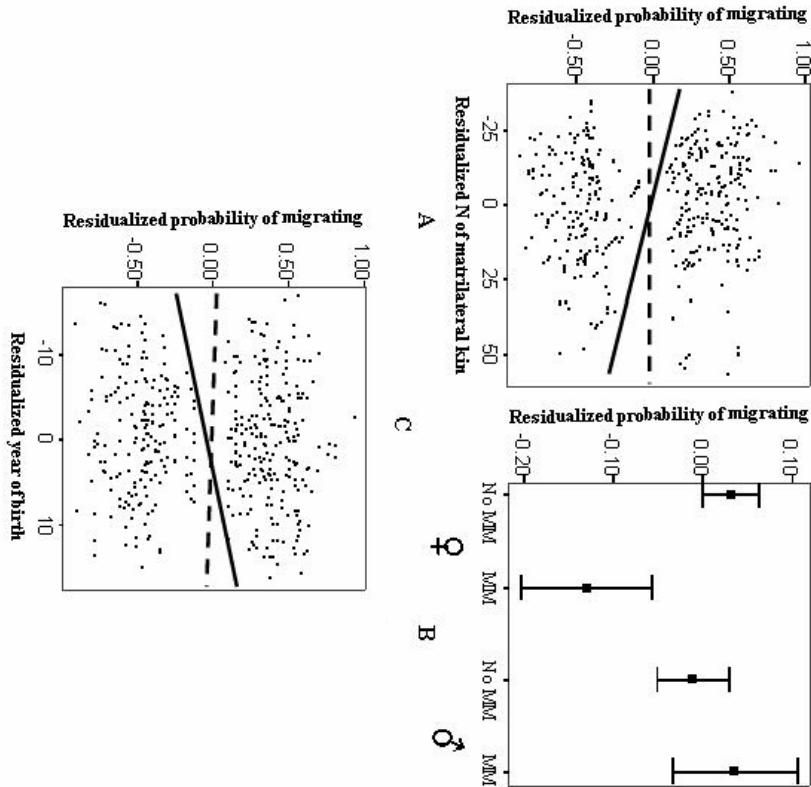 Residualized probability of migrating
1.00
0.50
0.00
-0.50
-25 0 25 50
Residualized N of matrilateral kin
A
Residualized probability of migrating
0.10
0.00
-0.10
-0.20
No MM MM No MM MM
♀ ♂
B
Residualized probability of migrating
1.00
0.50
0.00
-0.50
-10 0 10
Residualized year of birth
C